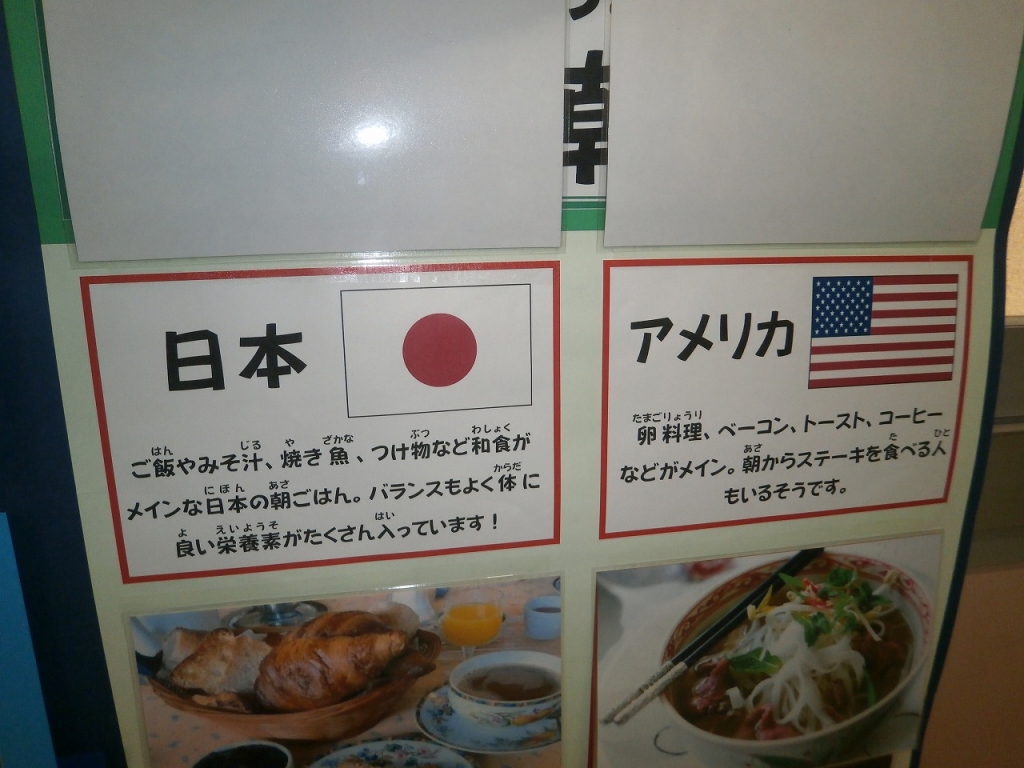 日本
ご飯やみそ汁、焼き魚、つけ物など和食が
メインな日本の朝ごはん。バランスもよく体に
良い栄養素がたくさん入っています!
アメリカ
卵料理、ベーコン、トースト、コーヒー
などがメイン。朝からステーキを食べる人
もいるそうです。